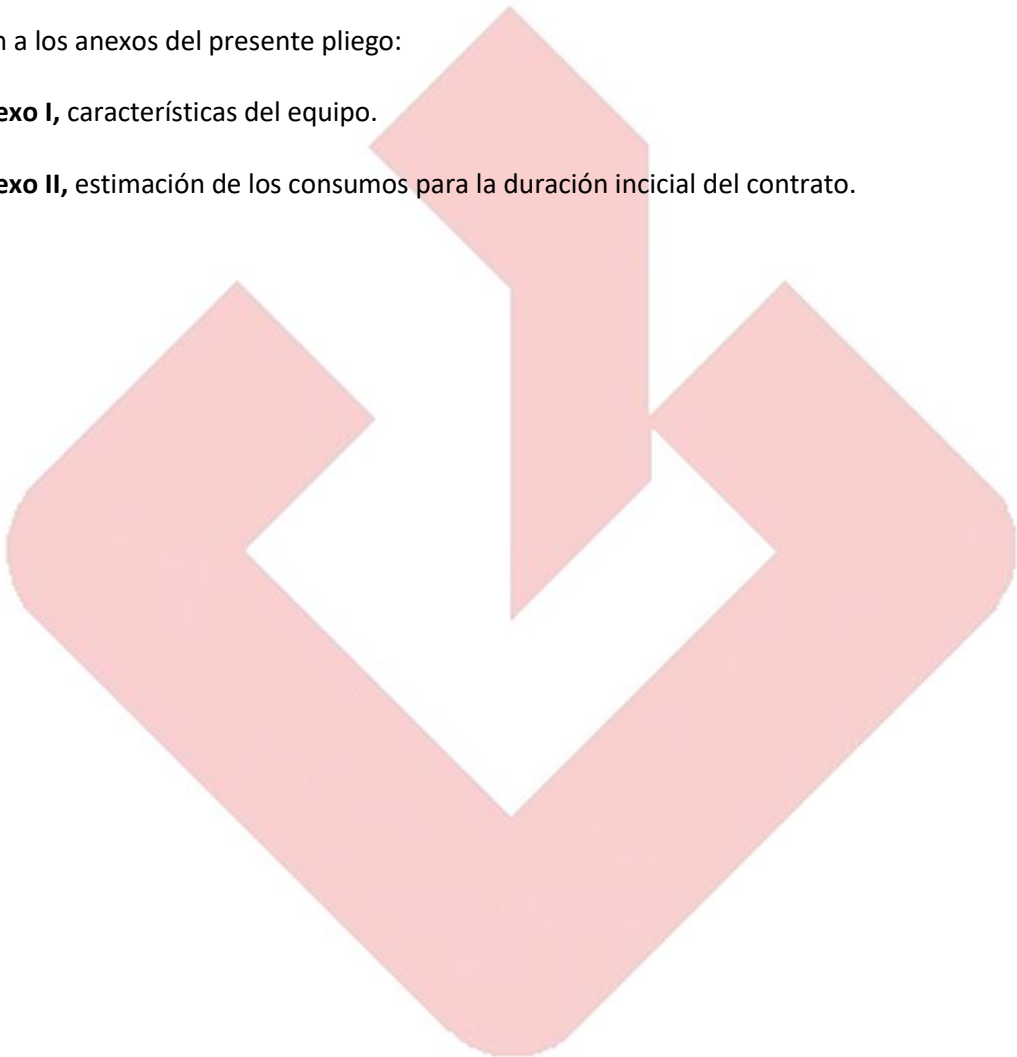 n a los anexos del presente pliego:
exo I, características del equipo.
exo II, estimación de los consumos para la duración incicial del contrato.